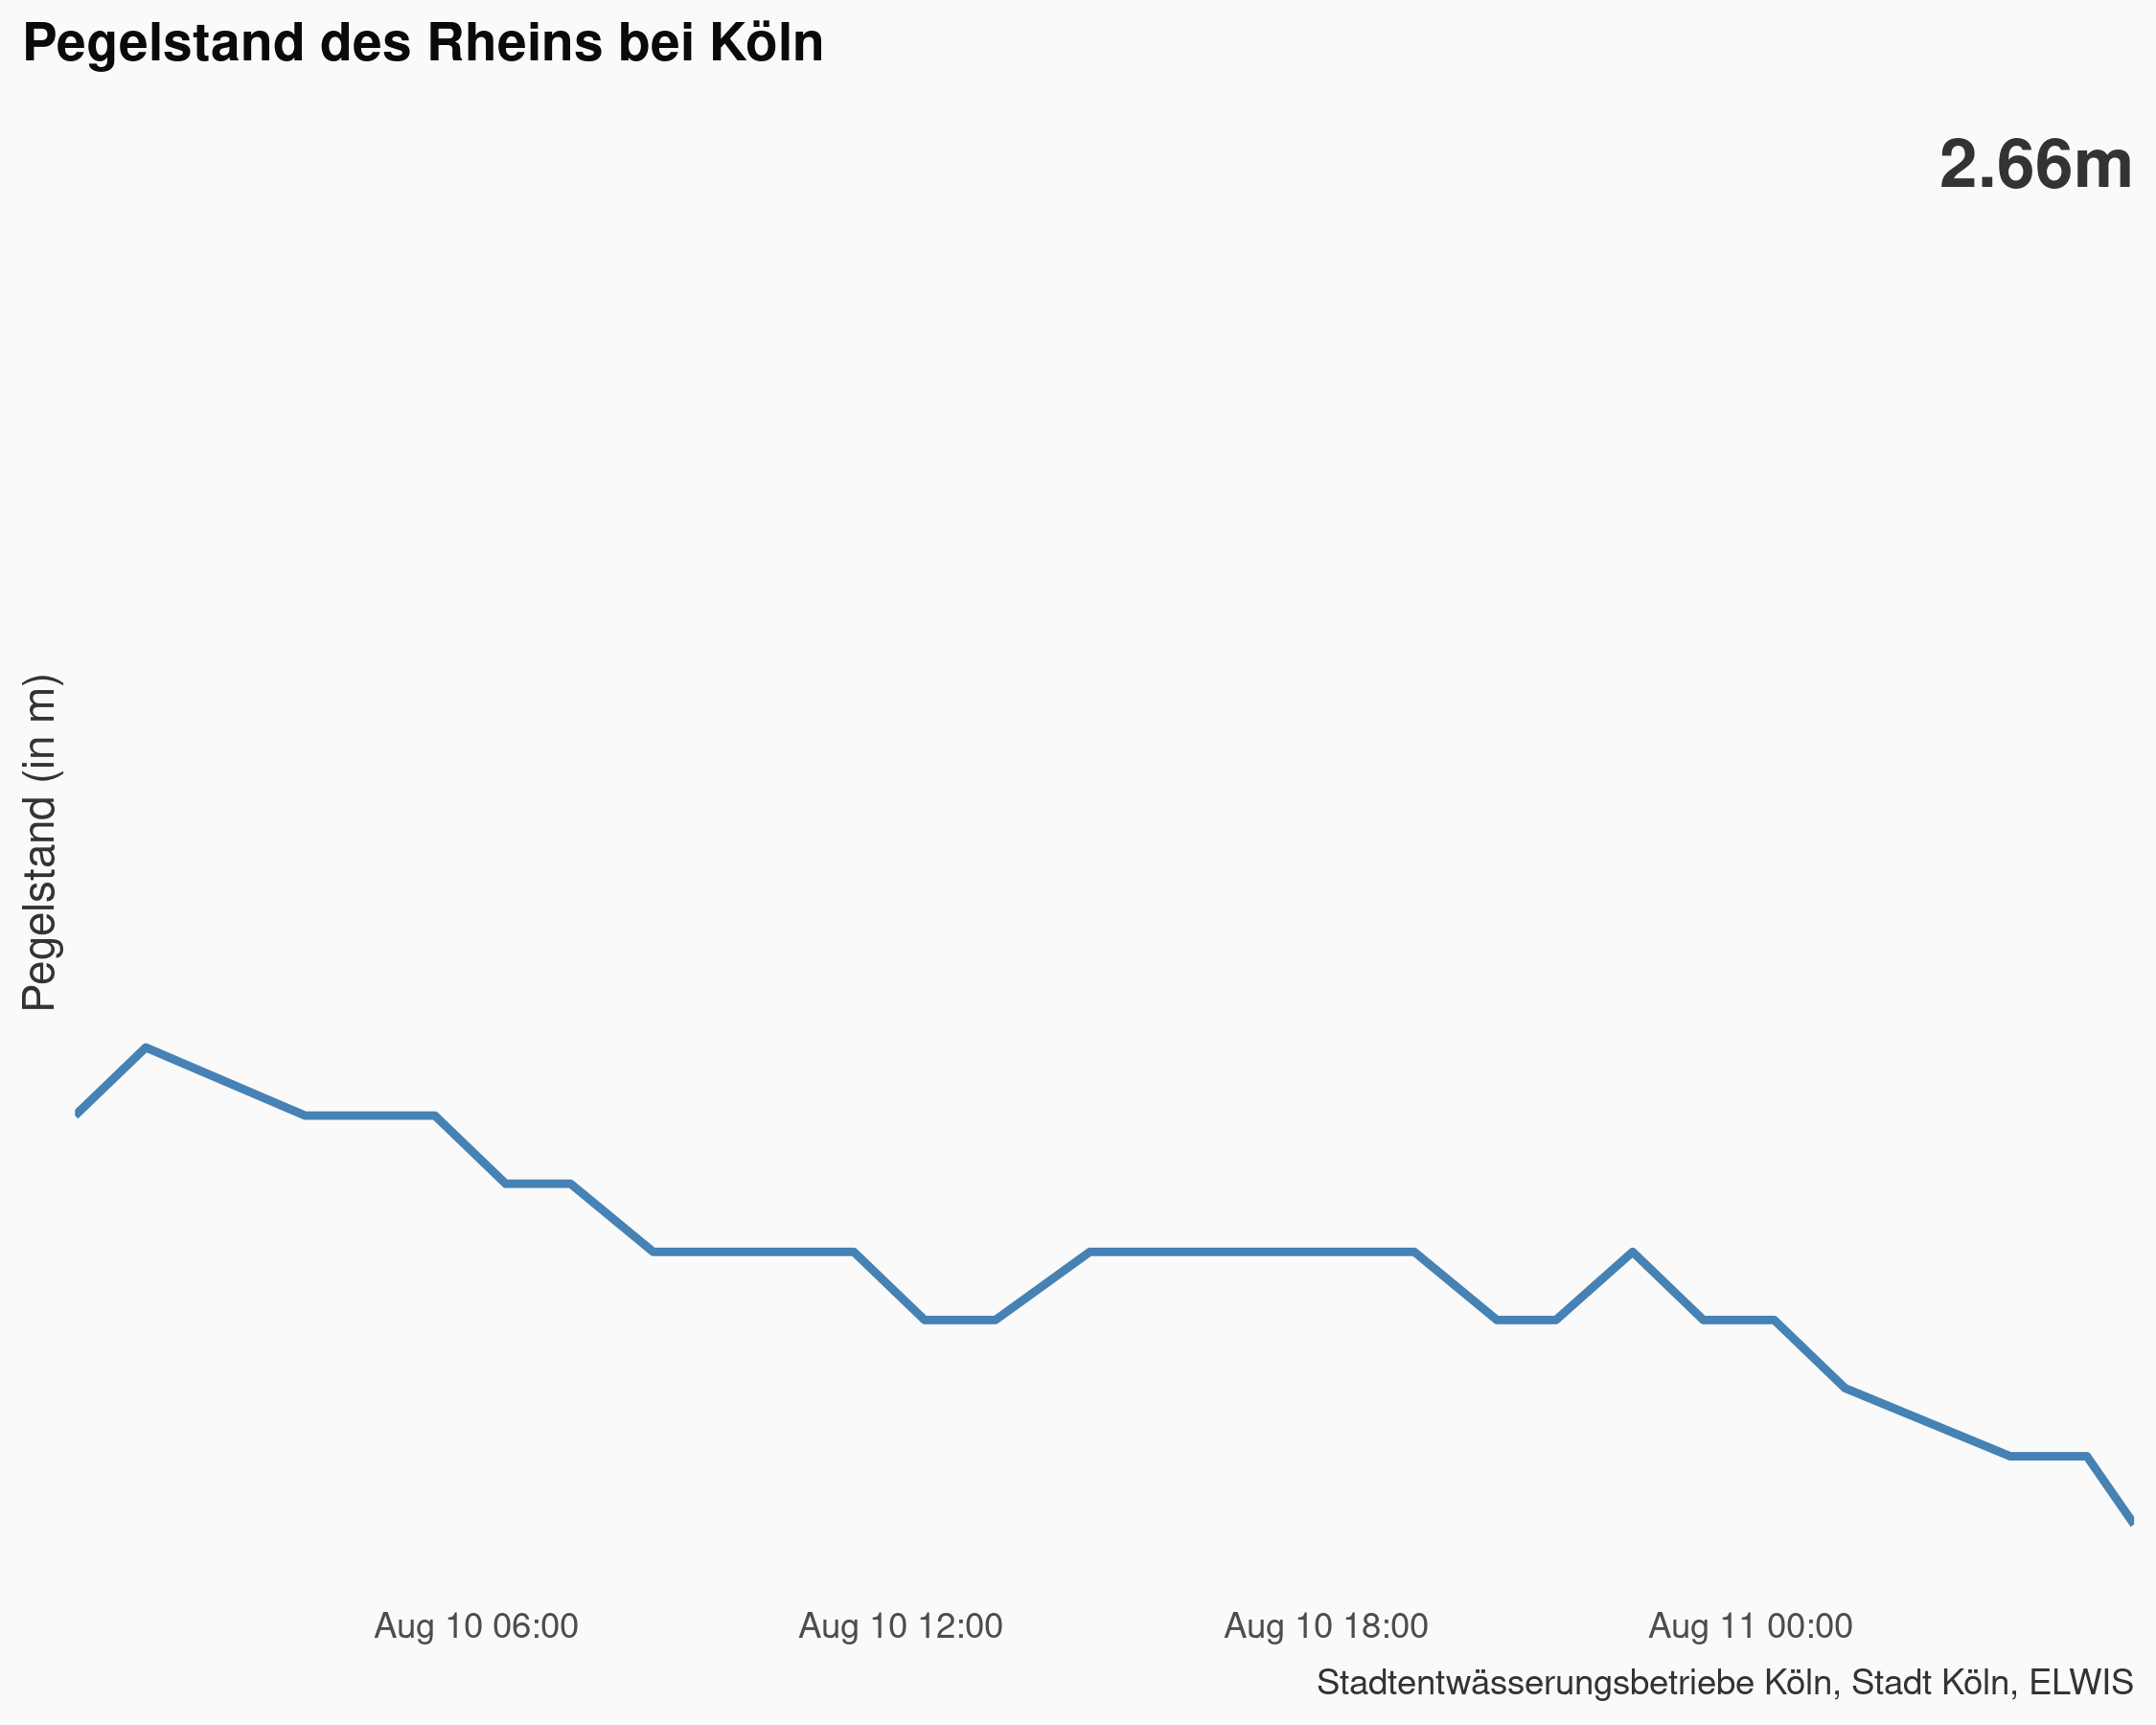 Pegelstand des Rheins bei Köln
2.66m
Pegelstand (in m)
Aug 10 06:00
Aug 10 12:00
Aug 10 18:00
Aug 11 00:00
Stadtentwässerungsbetriebe Köln, Stadt Köln, ELWIS